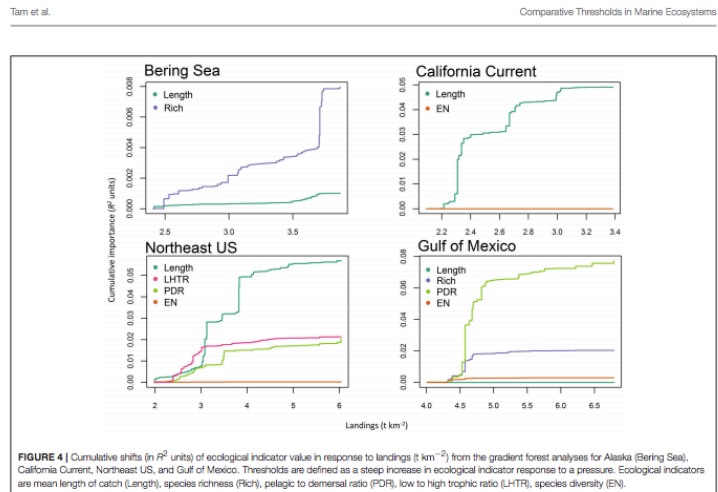 Tam et al.
Comparative Thresholds in Marine Ecosystems
Bering Sea
Length
Rich
0.000 0.002 0.004 0.006 0.008
2.5 3.0 3.5
California Current
Length
EN
0.00 0.01 0.02 0.03 0.04 0.05
2.2 2.4 2.6 2.8 3.0 3.2 3.4
Cumulative importance (R² units)
Northeast US
Length
LHTR
PDR
EN
0.00 0.01 0.02 0.03 0.04 0.05
2 3 4 5 6
Gulf of Mexico
Length
Rich
PDR
EN
0.00 0.02 0.04 0.06 0.08
4.0 4.5 5.0 5.5 6.0 6.5
Landings (t km⁻²)
FIGURE 4 | Cumulative shifts (in R² units) of ecological indicator value in response to landings (t km⁻²) from the gradient forest analyses for Alaska (Bering Sea),
California Current, Northeast US, and Gulf of Mexico. Thresholds are defined as a steep increase in ecological indicator response to a pressure. Ecological indicators
are mean length of catch (Length), species richness (Rich), pelagic to demersal ratio (PDR), low to high trophic ratio (LHTR), species diversity (EN).